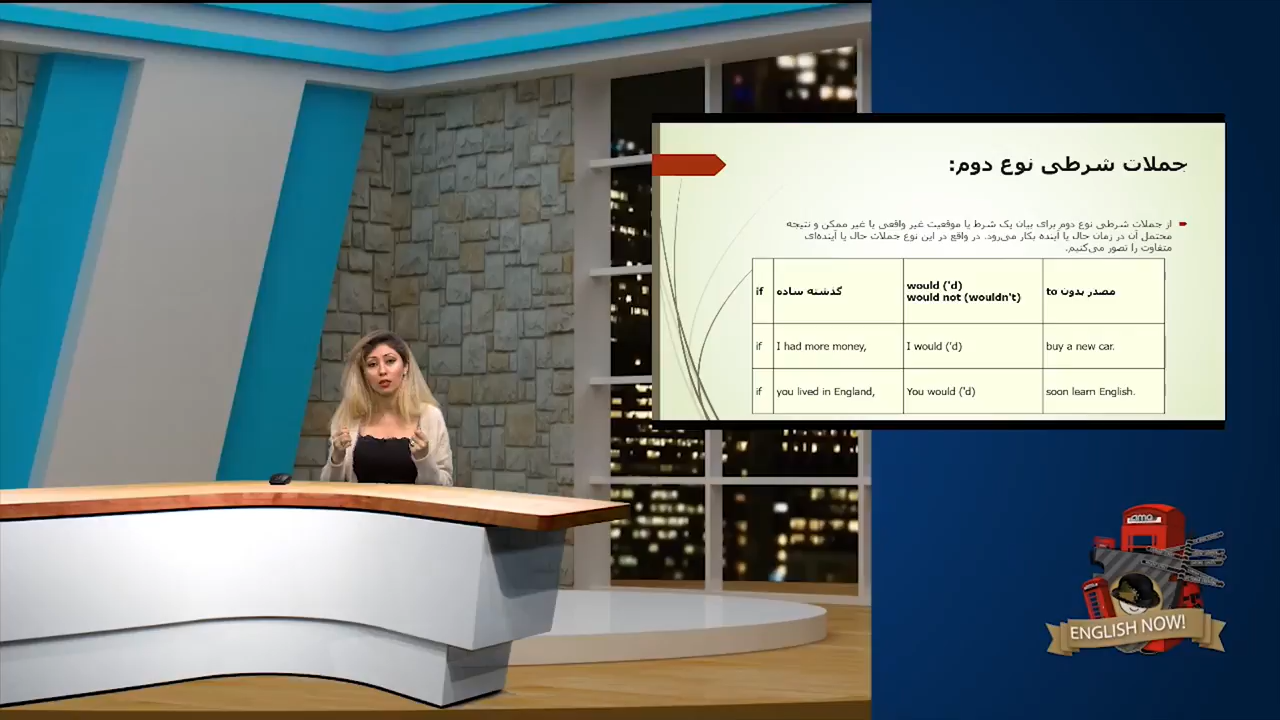 جملات شرطی نوع دوم:
از جملات شرطی نوع دوم برای بیان یک شرط یا موقعیت غیر واقعی یا غیر ممکن و نتیجه
محتمل آن در زمان حال یا آینده بکار می‌رود. در واقع در این نوع جملات حال یا آینده‌ای
متفاوت را تصور می‌کنیم.
if گذشته ساده would ('d) مصدر بدون to
would not (wouldn't)
if I had more money, I would ('d) buy a new car.
if you lived in England, You would ('d) soon learn English.
ENGLISH NOW!